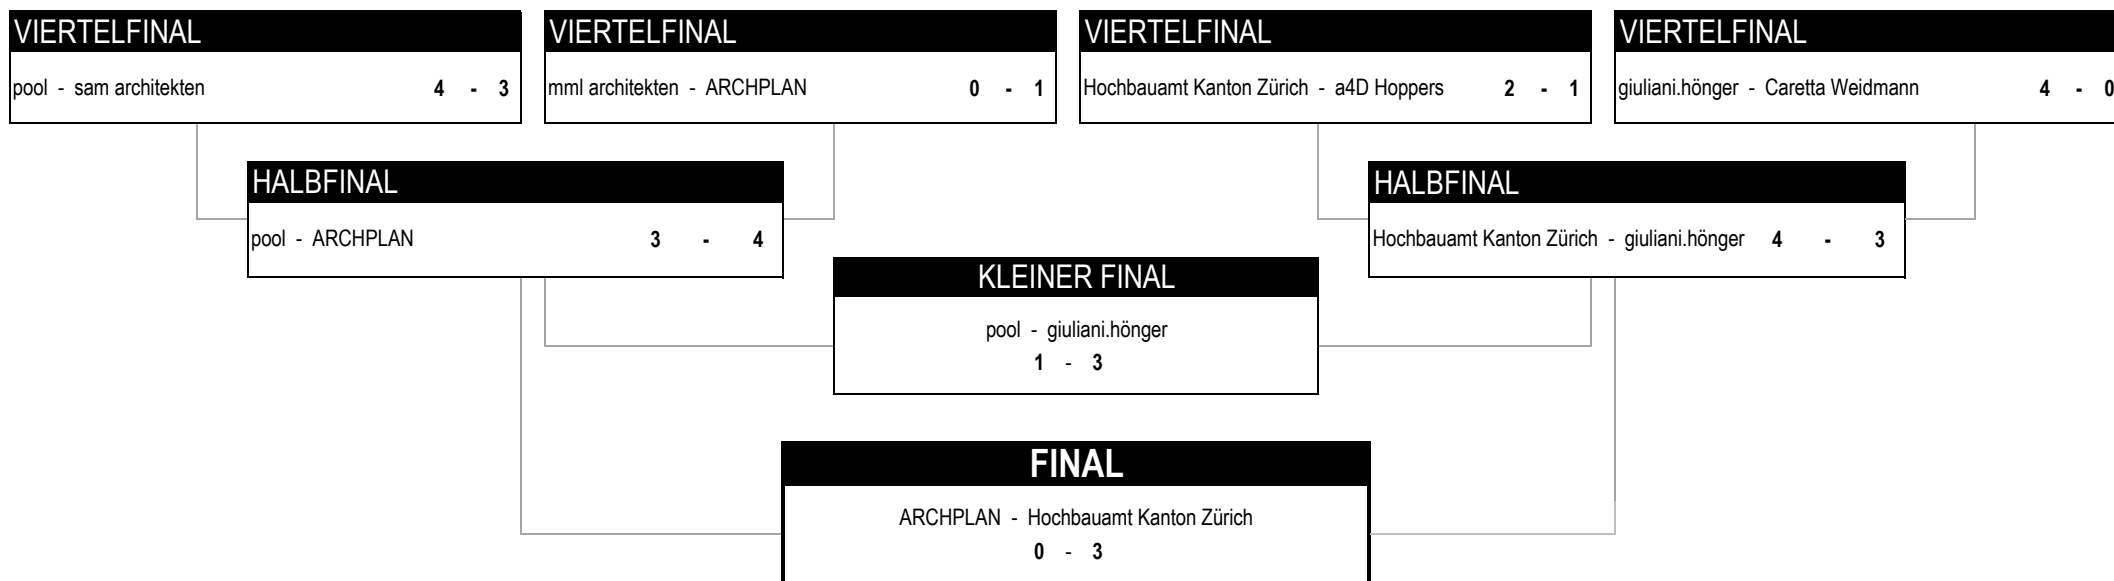 VIERTELFINAL
pool - sam architekten 4 - 3
VIERTELFINAL
mml architekten - ARCHPLAN 0 - 1
VIERTELFINAL
Hochbauamt Kanton Zürich - a4D Hoppers 2 - 1
VIERTELFINAL
giuliani.hönger - Caretta Weidmann 4 - 0
HALBFINAL
pool - ARCHPLAN 3 - 4
HALBFINAL
Hochbauamt Kanton Zürich - giuliani.hönger 4 - 3
KLEINER FINAL
pool - giuliani.hönger
1 - 3
FINAL
ARCHPLAN - Hochbauamt Kanton Zürich
0 - 3